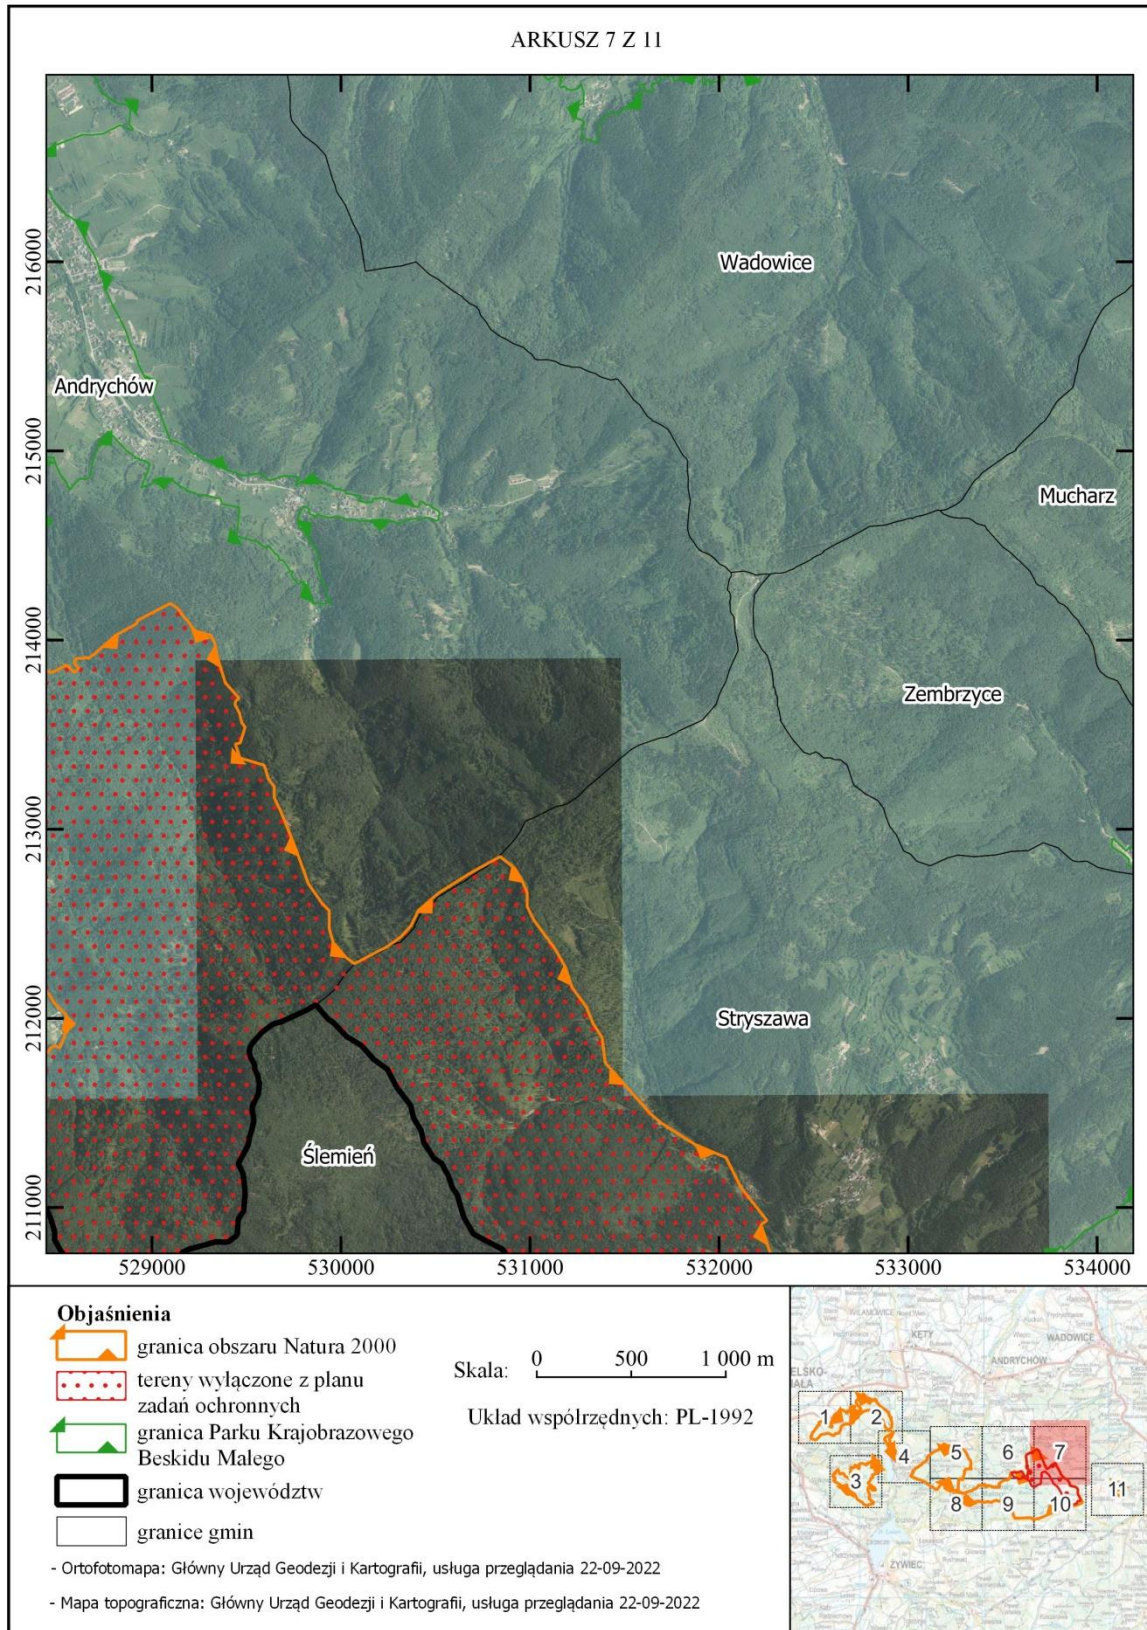 ARKUSZ 7 Z 11
Wadowice
Andrychów
Mucharz
Zembrzyce
Stryszawa
Ślemień
216000
215000
214000
213000
212000
211000
529000 530000 531000 532000 533000 534000
Objaśnienia
granica obszaru Natura 2000
tereny wyłączone z planu
zadań ochronnych
granica Parku Krajobrazowego
Beskidu Małego
granica województw
granice gmin
- Ortofotomapa: Główny Urząd Geodezji i Kartografii, usługa przeglądania 22-09-2022
- Mapa topograficzna: Główny Urząd Geodezji i Kartografii, usługa przeglądania 22-09-2022
Skala: 0 500 1 000 m
Układ współrzędnych: PL-1992
WILAMOWICE
KĘTY
WADOWICE
ANDRYCHÓW
ŻYWIEC
1 2
3
4
5 6 7
8 9 10
11